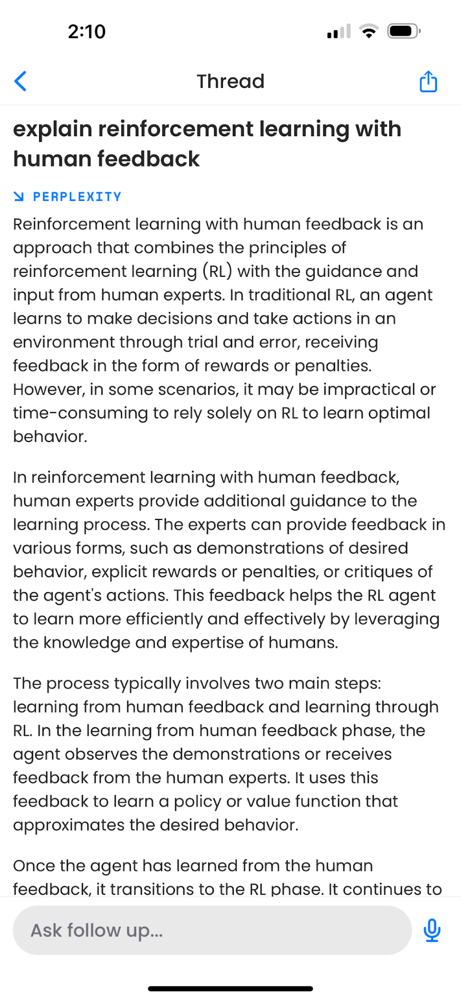 2:10
Thread
explain reinforcement learning with
human feedback
PERPLEXITY
Reinforcement learning with human feedback is an
approach that combines the principles of
reinforcement learning (RL) with the guidance and
input from human experts. In traditional RL, an agent
learns to make decisions and take actions in an
environment through trial and error, receiving
feedback in the form of rewards or penalties.
However, in some scenarios, it may be impractical or
time-consuming to rely solely on RL to learn optimal
behavior.
In reinforcement learning with human feedback,
human experts provide additional guidance to the
learning process. The experts can provide feedback in
various forms, such as demonstrations of desired
behavior, explicit rewards or penalties, or critiques of
the agent's actions. This feedback helps the RL agent
to learn more efficiently and effectively by leveraging
the knowledge and expertise of humans.
The process typically involves two main steps:
learning from human feedback and learning through
RL. In the learning from human feedback phase, the
agent observes the demonstrations or receives
feedback from the human experts. It uses this
feedback to learn a policy or value function that
approximates the desired behavior.
Once the agent has learned from the human
feedback, it transitions to the RL phase. It continues to
Ask follow up...